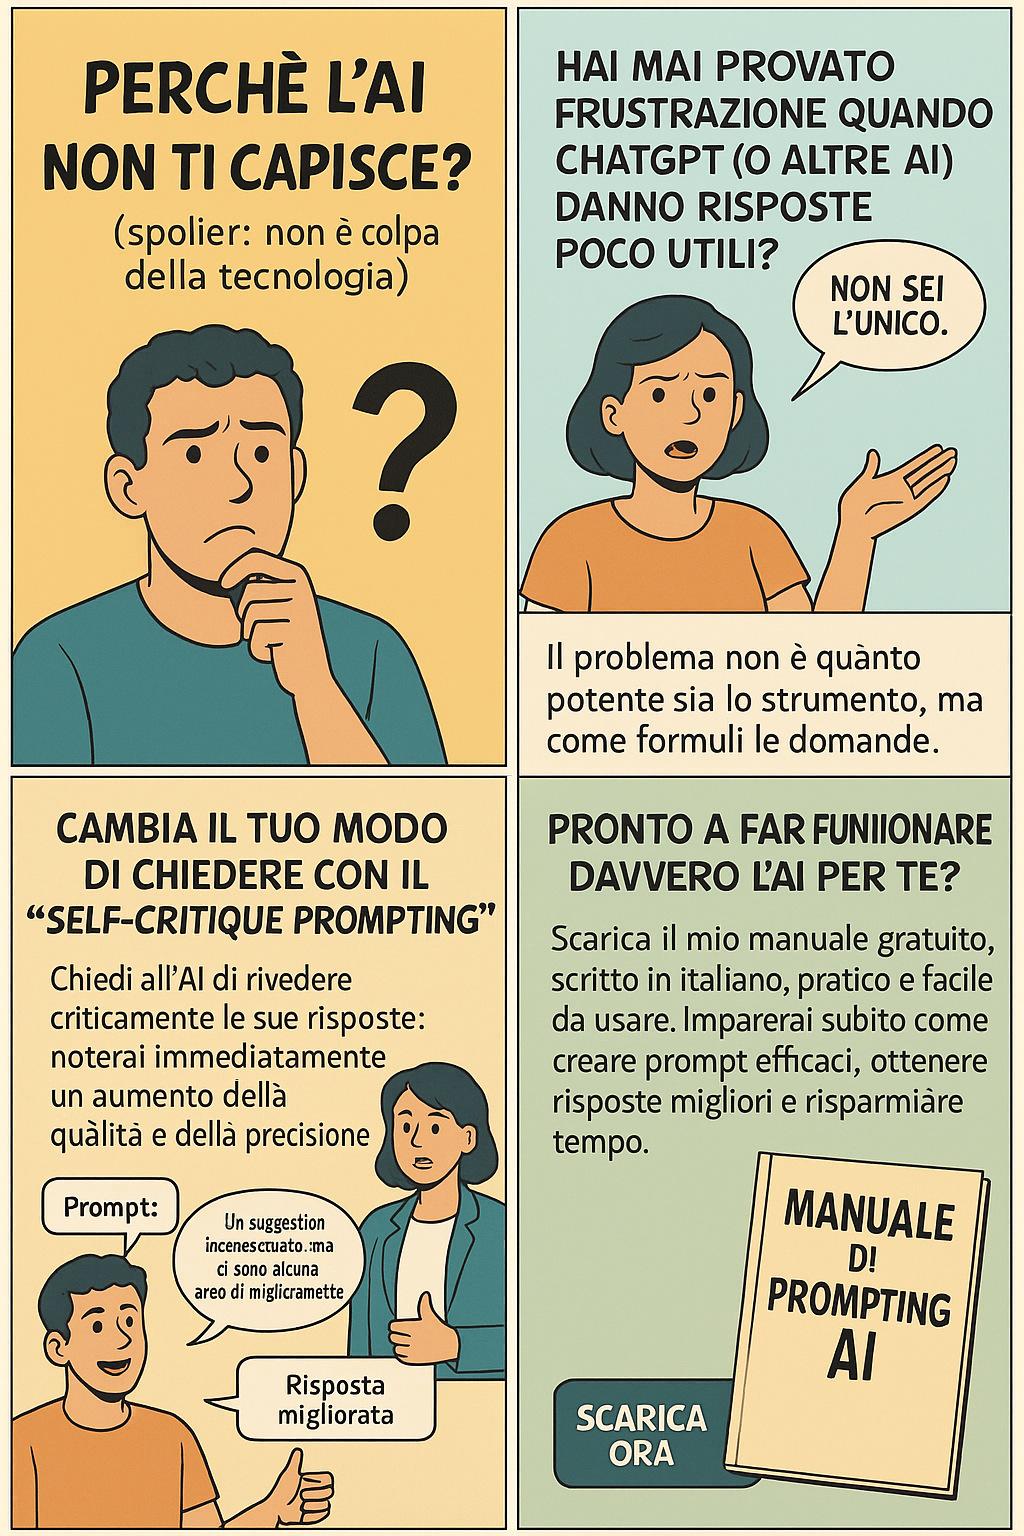 PERCHÈ L'AI
NON TI CAPISCE?
(spolier: non è colpa
della tecnologia)
HAI MAI PROVATO
FRUSTRAZIONE QUANDO
CHATGPT (O ALTRE AI)
DANNO RISPOSTE
POCO UTILI?
NON SEI
L'UNICO.
Il problema non è quànto
potente sia lo strumento, ma
come formuli le domande.
CAMBIA IL TUO MODO
DI CHIEDERE CON IL
“SELF-CRITIQUE PROMPTING”
Chiedi all'AI di rivedere
criticamente le sue risposte:
noterai immediatamente
un aumento dellà
quàlità e dellà precisione
Prompt:
Un suggestion
ci sono alcuna
areo di miglicramette
Risposta
migliorata
PRONTO A FAR FUNIIONARE
DAVVERO L'AI PER TE?
Scarica il mio manuale gratuito,
scritto in italiano, pratico e facile
da usare. Imparerai subito come
creare prompt efficaci, ottenere
risposte migliori e risparmiàre
tempo.
MANUALE
D!
PROMPTING
AI
SCARICA
ORA